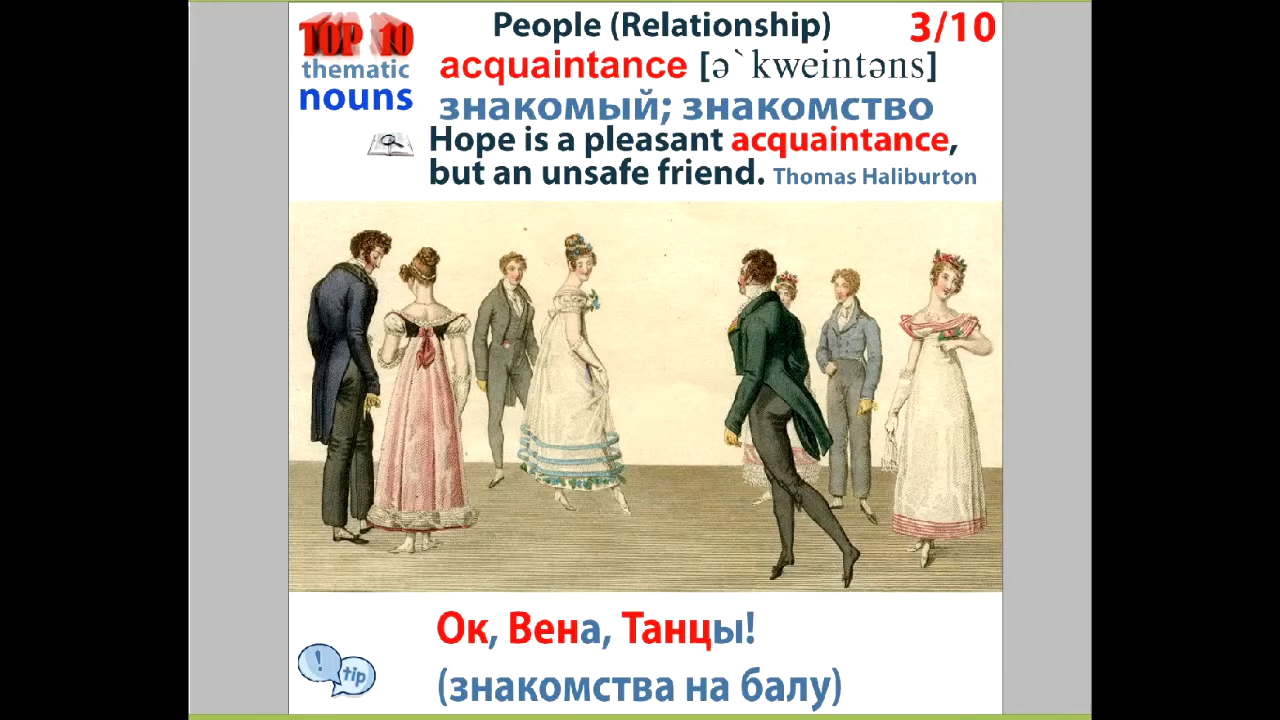 People (Relationship)
3/10
TOP 10
thematic
nouns
acquaintance [ə`kweintəns]
знакомый; знакомство
Hope is a pleasant acquaintance,
but an unsafe friend. Thomas Haliburton
Ок, Вена, Танцы!
! tip
(знакомства на балу)